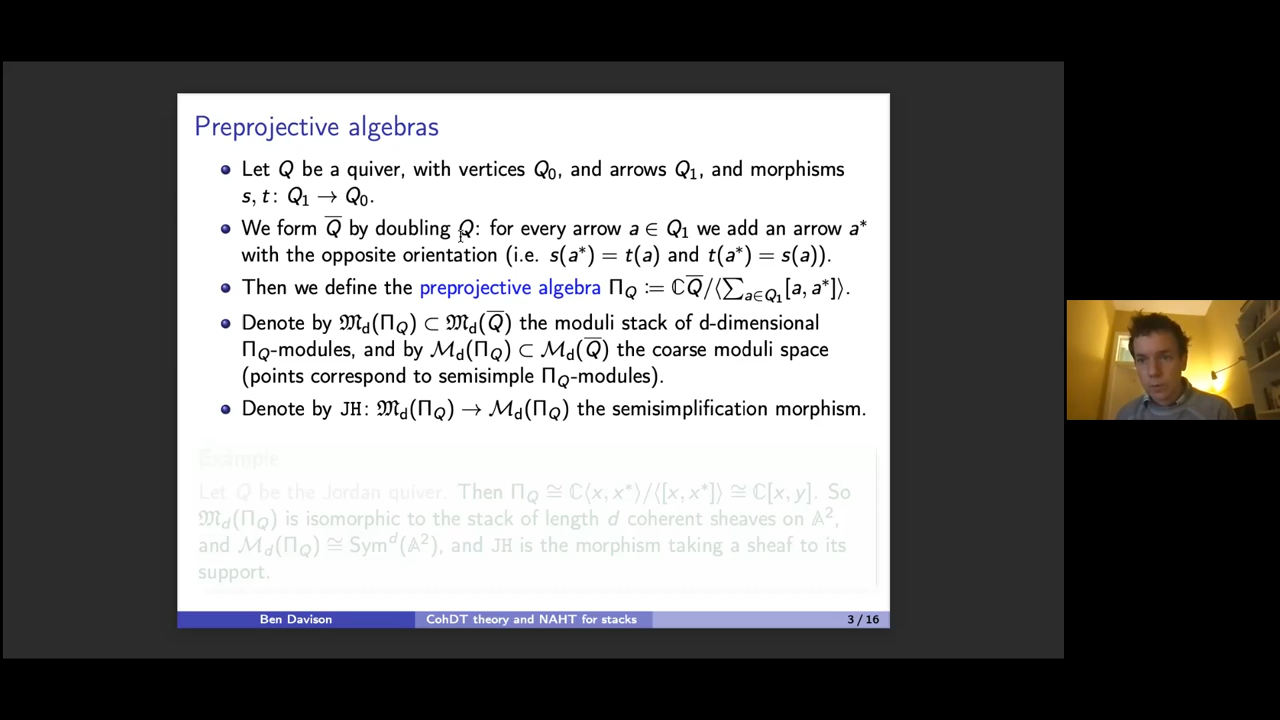 Preprojective algebras
Let Q be a quiver, with vertices Q₀, and arrows Q₁, and morphisms
s, t: Q₁ → Q₀.
We form Q̅ by doubling Q: for every arrow a ∈ Q₁ we add an arrow a*
with the opposite orientation (i.e. s(a*) = t(a) and t(a*) = s(a)).
Then we define the preprojective algebra Π_Q := ℂQ̅/⟨∑_{a∈Q₁}[a, a*]⟩.
Denote by 𝔐_d(Π_Q) ⊂ 𝔐_d(Q̅) the moduli stack of d-dimensional
Π_Q-modules, and by ℳ_d(Π_Q) ⊂ ℳ_d(Q̅) the coarse moduli space
(points correspond to semisimple Π_Q-modules).
Denote by JH: 𝔐_d(Π_Q) → ℳ_d(Π_Q) the semisimplification morphism.
Example
Let Q be the Jordan quiver. Then Π_Q ≅ ℂ⟨x, x*⟩/⟨[x, x*]⟩ ≅ ℂ[x, y]. So
𝔐_d(Π_Q) is isomorphic to the stack of length d coherent sheaves on 𝔸²,
and ℳ_d(Π_Q) ≅ Sym^d(𝔸²), and JH is the morphism taking a sheaf to its
support.
Ben Davison CohDT theory and NAHT for stacks 3 / 16